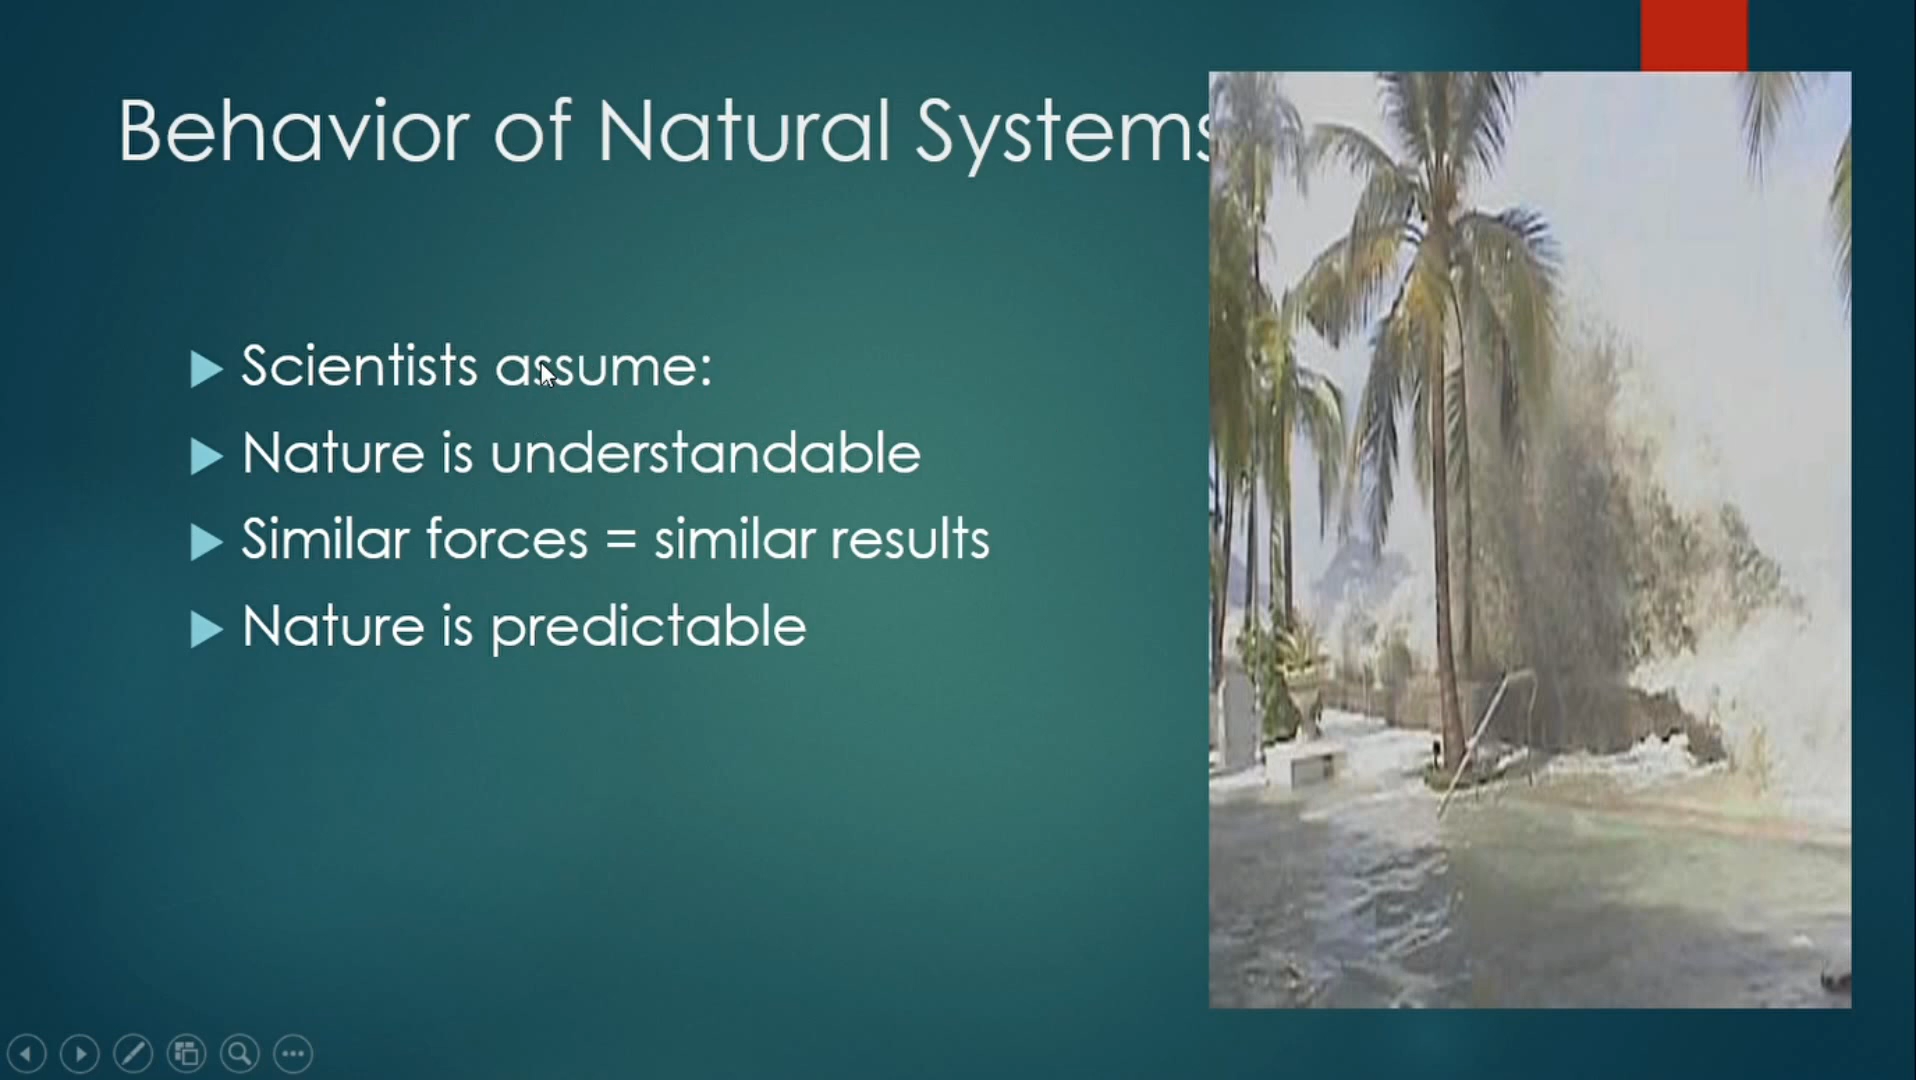 Behavior of Natural Systems
Scientists assume:
Nature is understandable
Similar forces = similar results
Nature is predictable